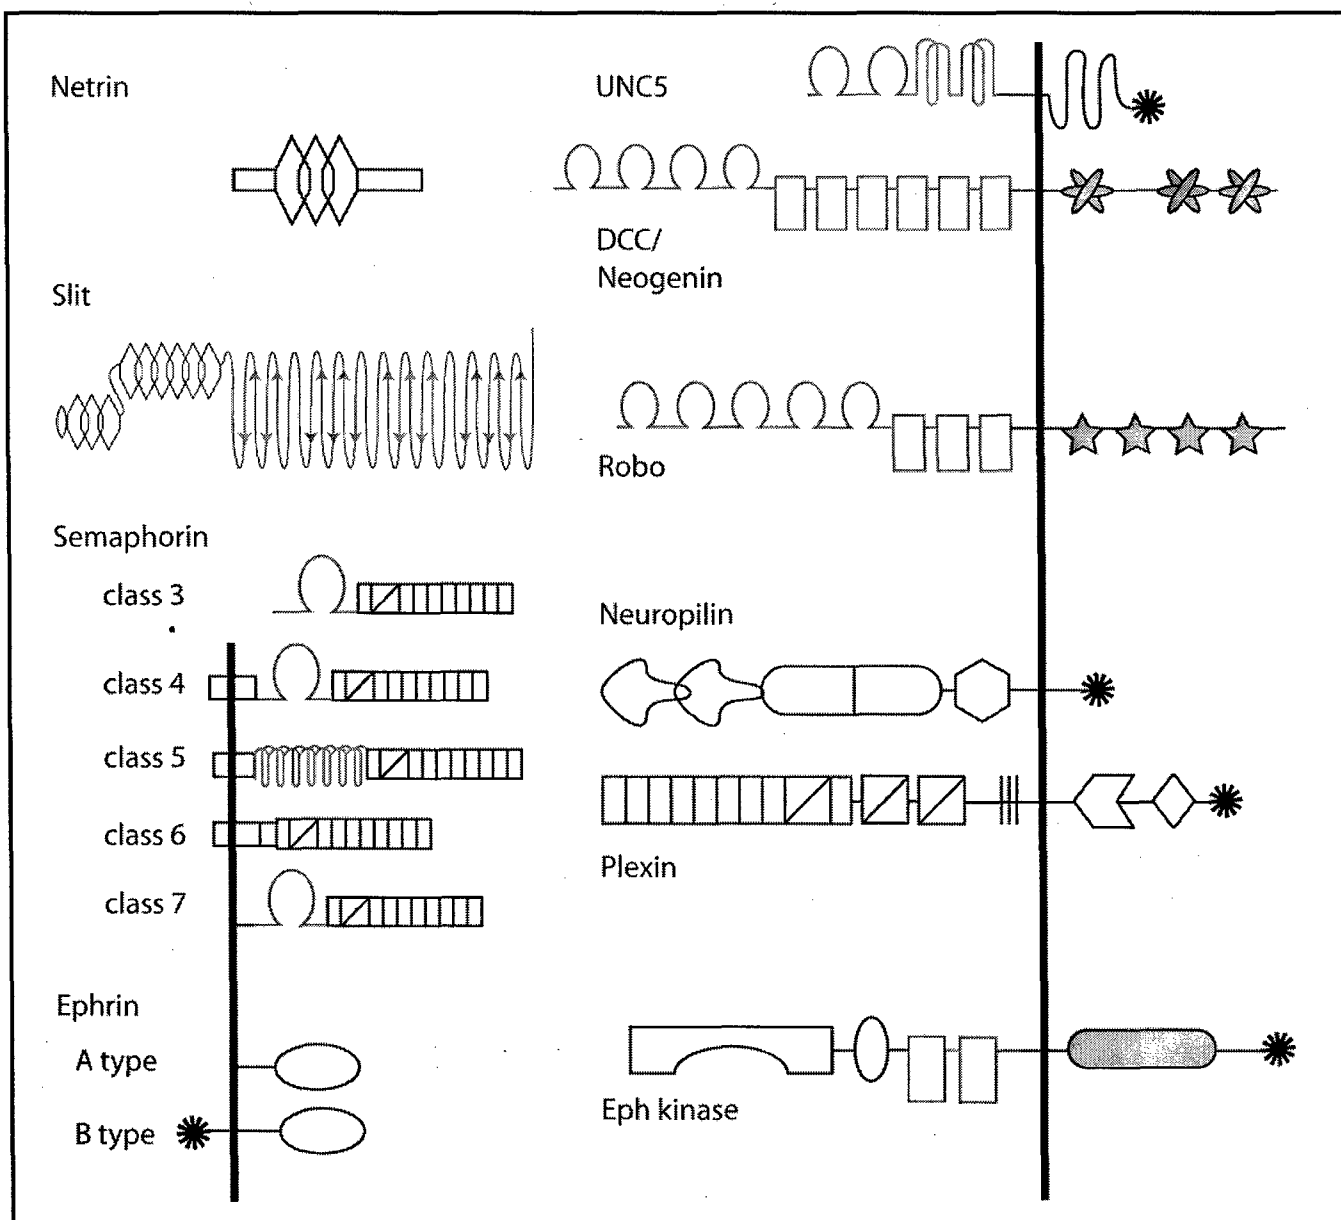 Netrin
Slit
Semaphorin
class 3
class 4
class 5
class 6
class 7
Ephrin
A type
B type
UNC5
DCC/
Neogenin
Robo
Neuropilin
Plexin
Eph kinase